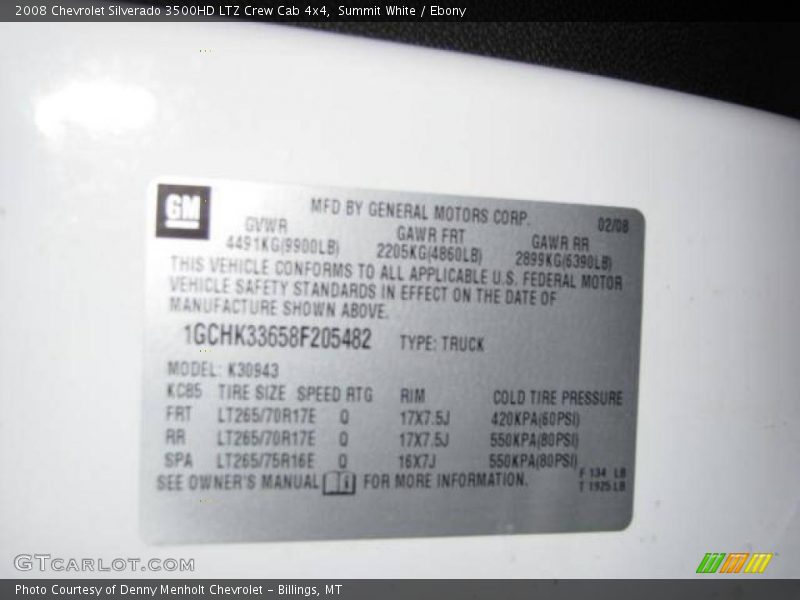 2008 Chevrolet Silverado 3500HD LTZ Crew Cab 4x4, Summit White / Ebony
GM
MFD BY GENERAL MOTORS CORP. 02/08
GVWR GAWR FRT GAWR RR
4491KG(9900LB) 2205KG(4860LB) 2899KG(6390LB)
THIS VEHICLE CONFORMS TO ALL APPLICABLE U.S. FEDERAL MOTOR
VEHICLE SAFETY STANDARDS IN EFFECT ON THE DATE OF
MANUFACTURE SHOWN ABOVE.
1GCHK33658F205482 TYPE: TRUCK
MODEL: K30943
KC85 TIRE SIZE SPEED RTG RIM COLD TIRE PRESSURE
FRT LT265/70R17E Q 17X7.5J 420KPA(60PSI)
RR LT265/70R17E Q 17X7.5J 550KPA(80PSI)
SPA LT265/75R16E Q 16X7J 550KPA(80PSI)
SEE OWNER'S MANUAL i FOR MORE INFORMATION.
F 134 LB
T 1925 LB
GTCARLOT.COM
Photo Courtesy of Denny Menholt Chevrolet - Billings, MT